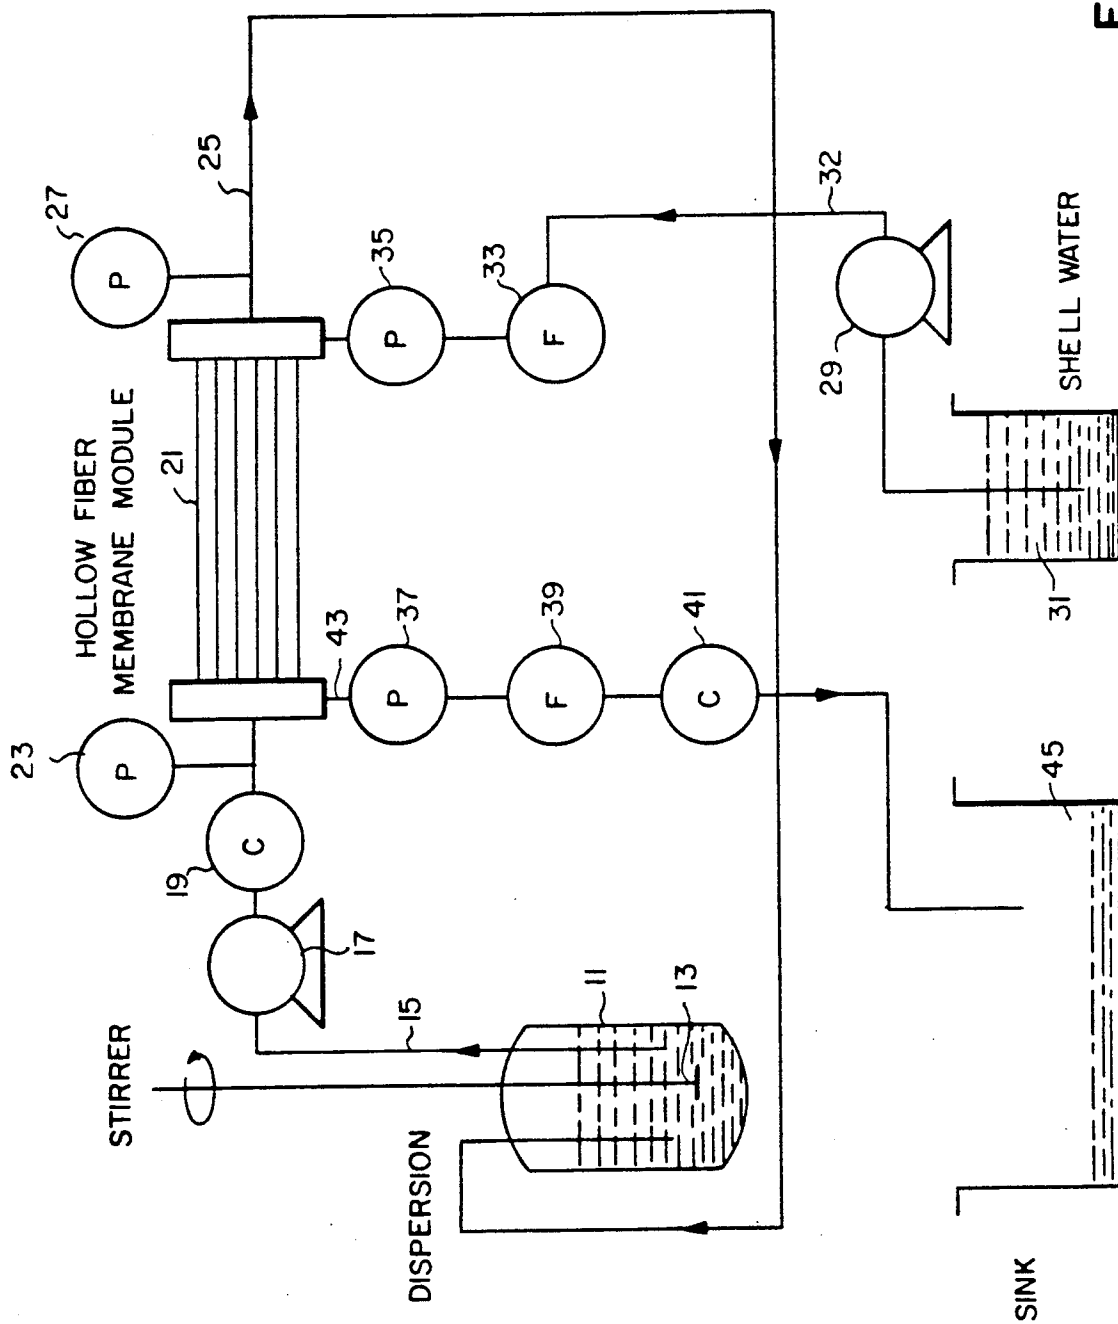 STIRRER
DISPERSION
HOLLOW FIBER
MEMBRANE MODULE
SHELL WATER
SINK
11
13
15
17
19
C
23
P
21
27
P
25
35
P
33
F
32
29
31
43
37
P
39
F
41
C
45